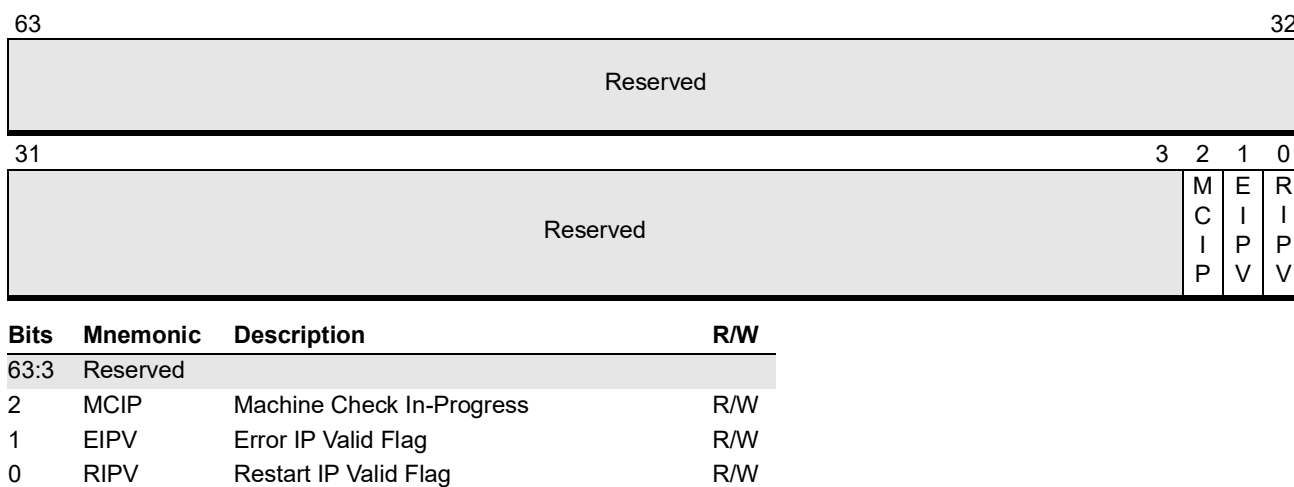 63 32
Reserved
31 3 2 1 0
Reserved
M E R
C I I
I P P
P V V
Bits Mnemonic Description R/W
63:3 Reserved
2 MCIP Machine Check In-Progress R/W
1 EIPV Error IP Valid Flag R/W
0 RIPV Restart IP Valid Flag R/W